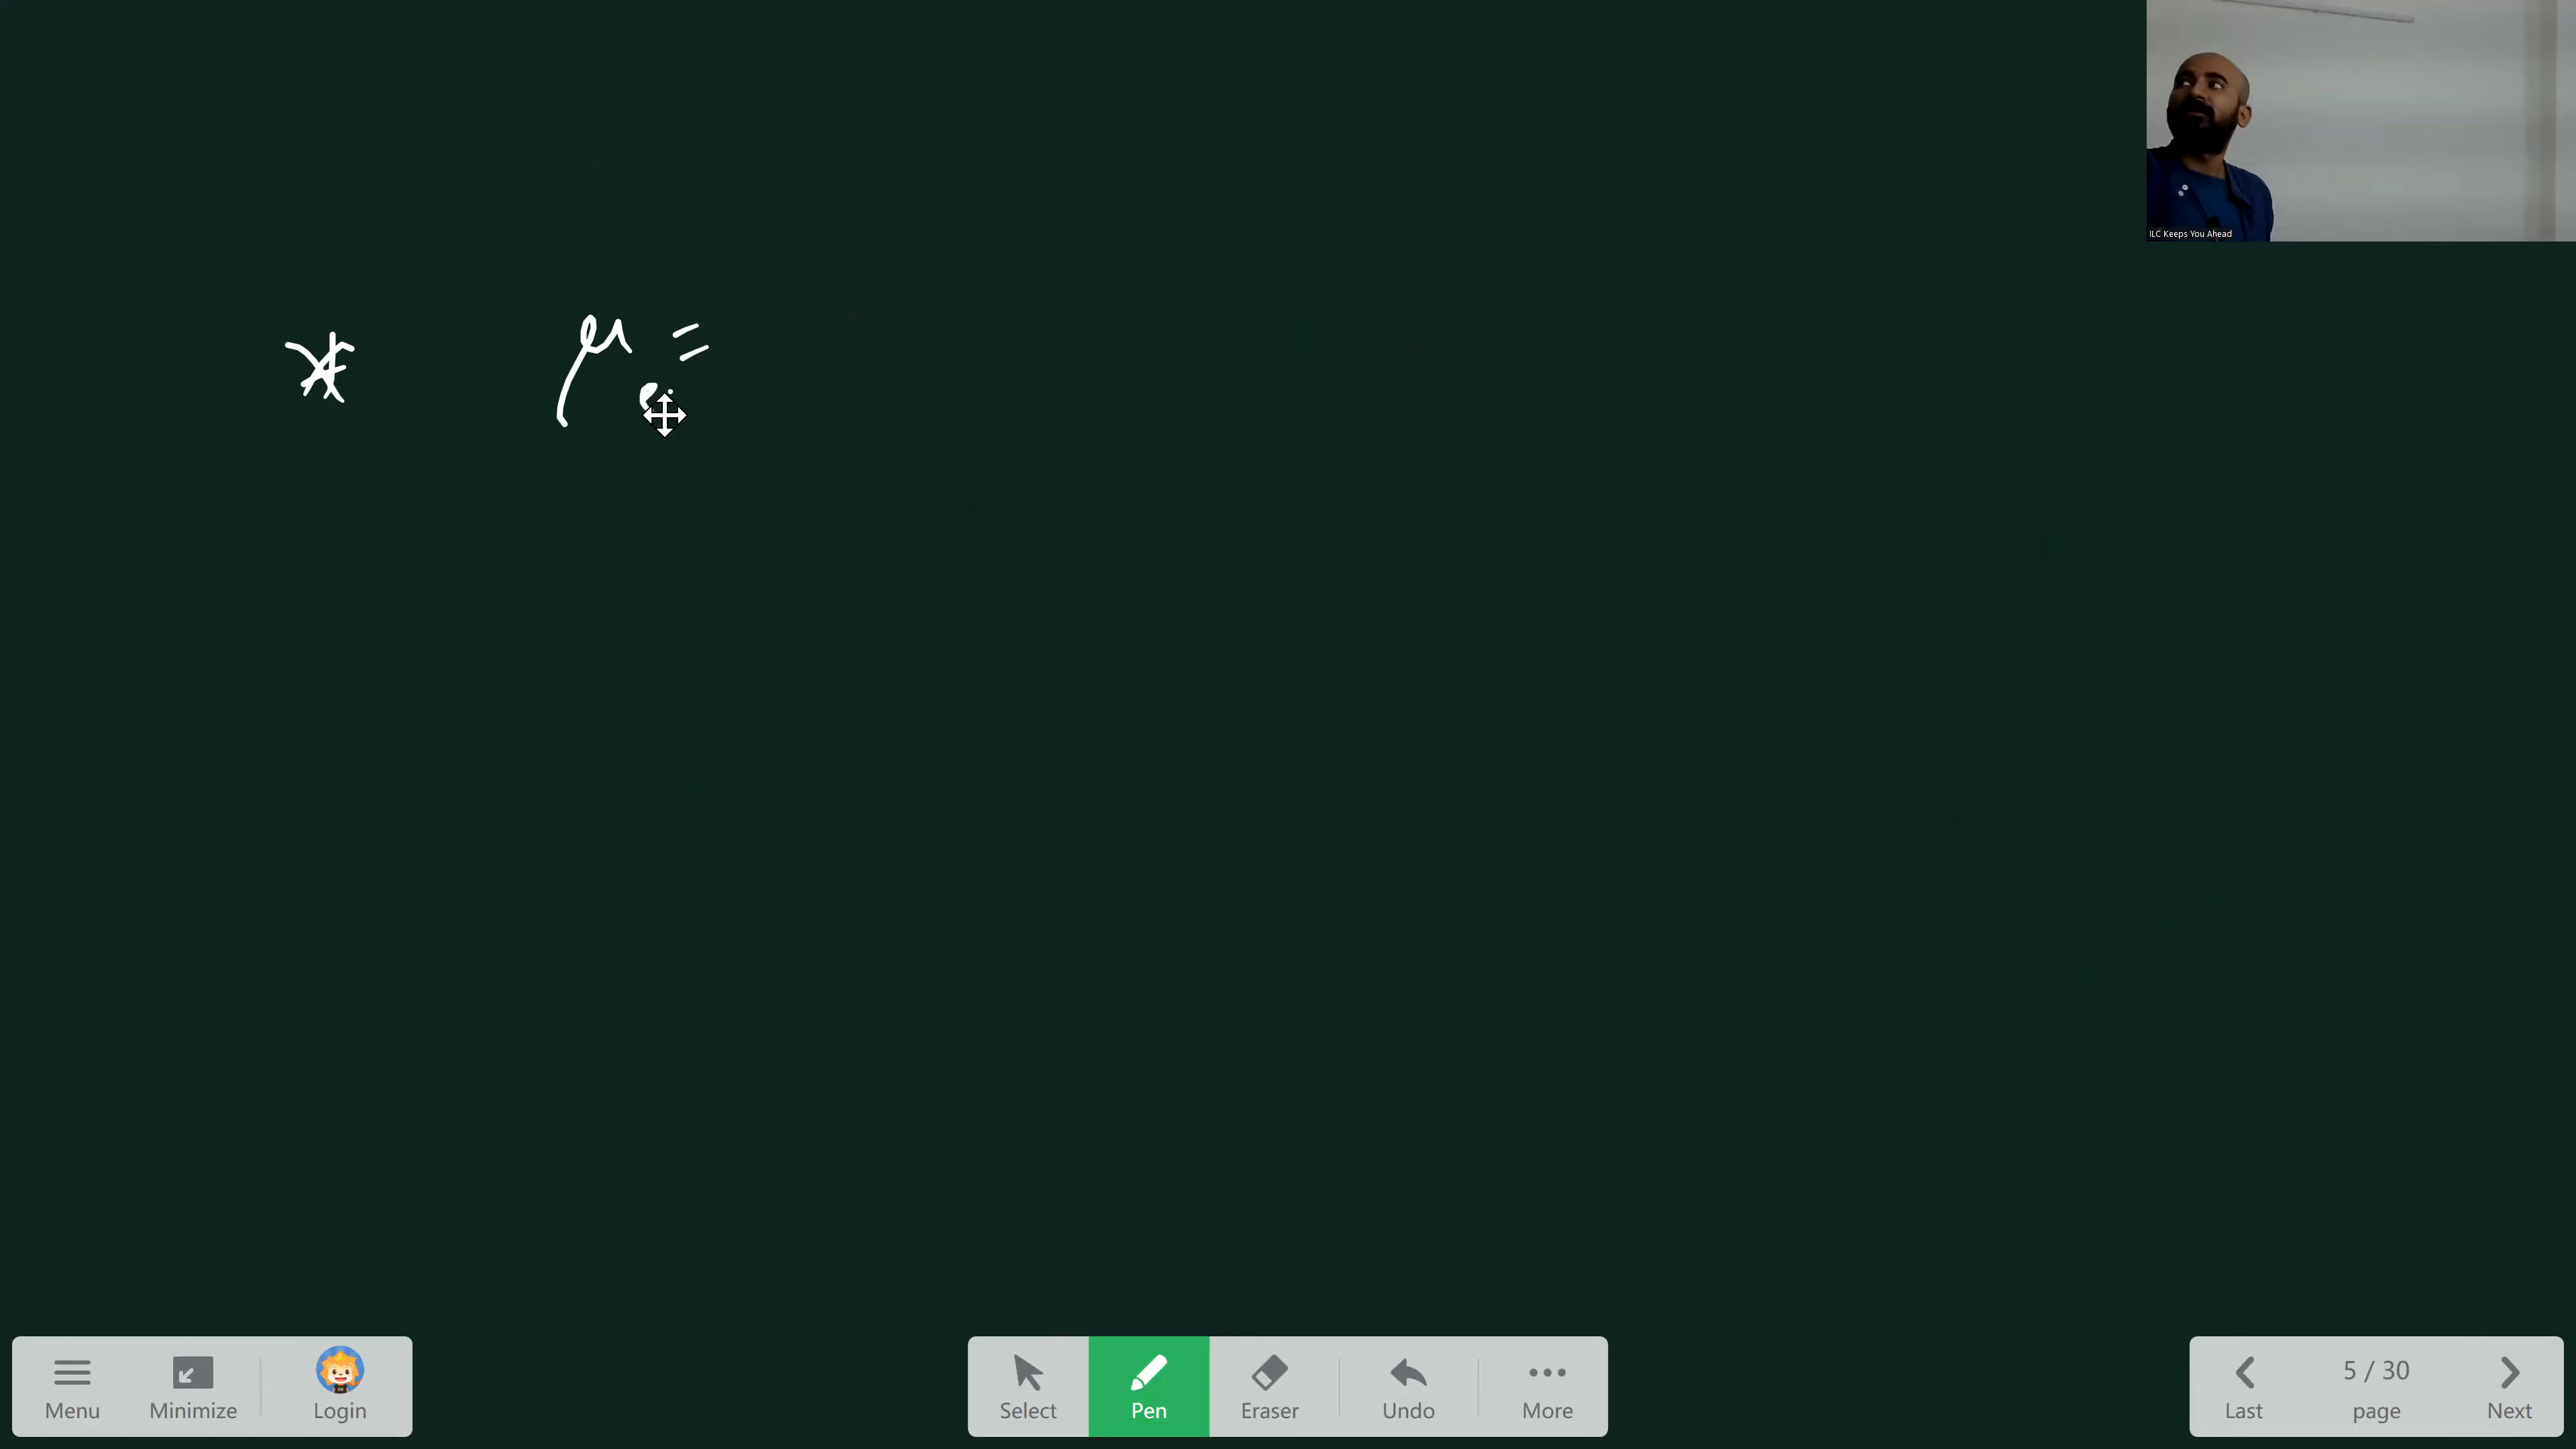 ILC Keeps You Ahead
* μ =
Menu Minimize Login Select Pen Eraser Undo More Last 5 / 30 page Next